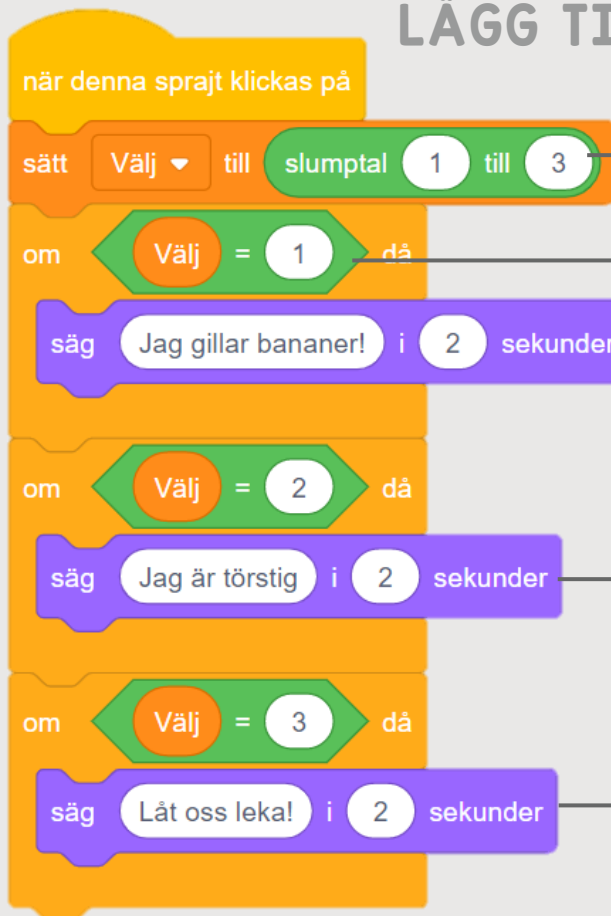 LÄGG TI
när denna sprajt klickas på
sätt Välj till slumptal 1 till 3
om Välj = 1 då
säg Jag gillar bananer! i 2 sekunder
om Välj = 2 då
säg Jag är törstig i 2 sekunder
om Välj = 3 då
säg Låt oss leka! i 2 sekunder